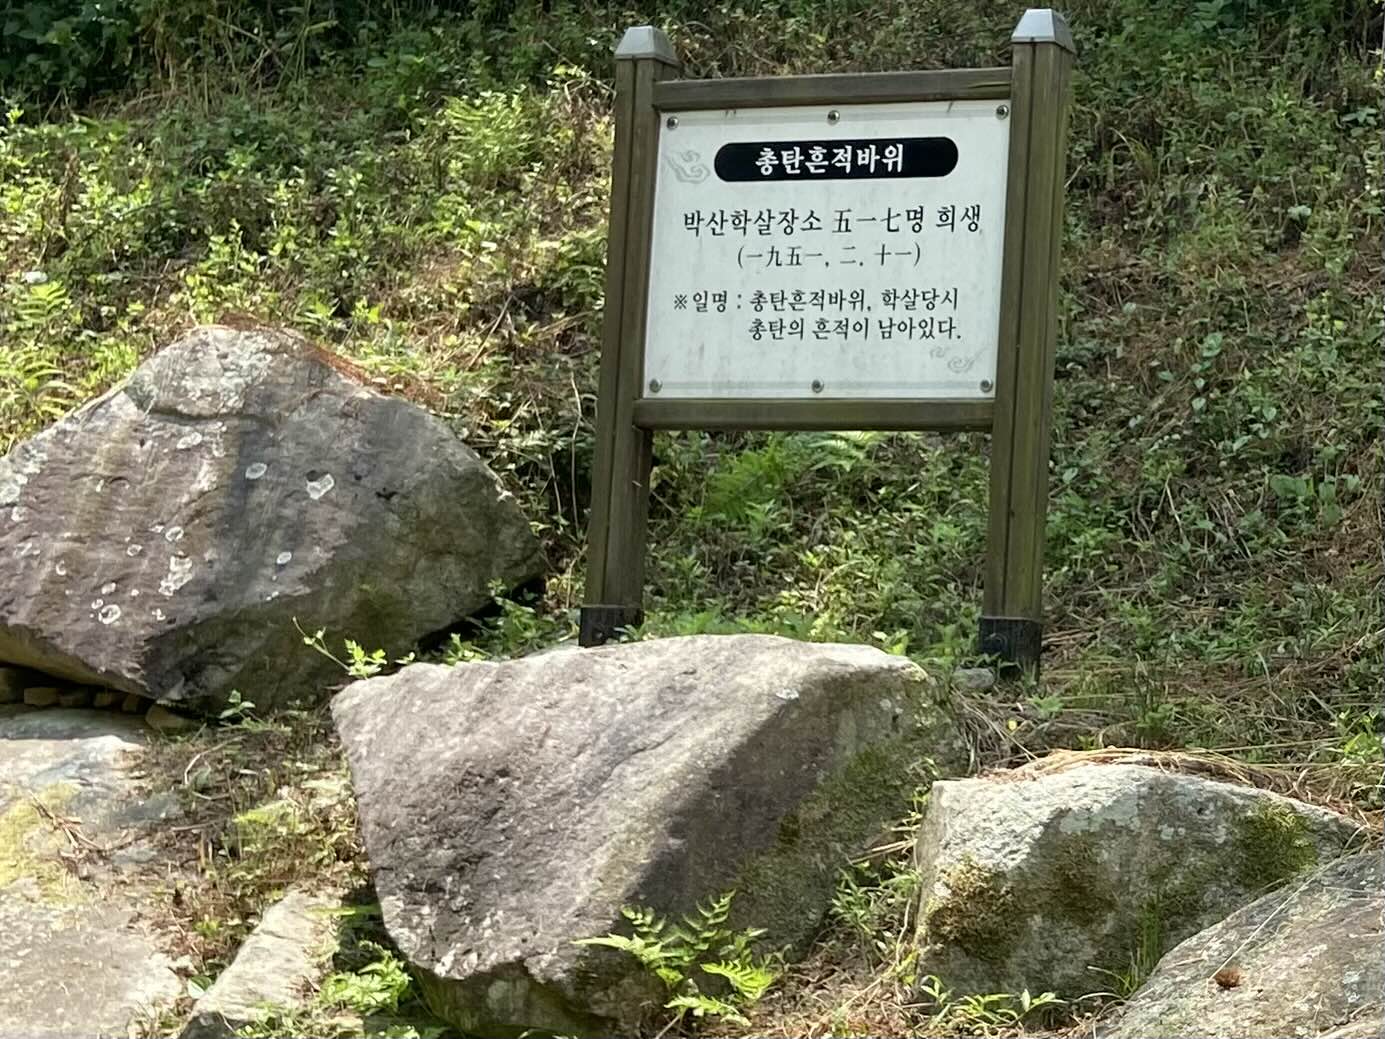 총탄흔적바위
박산학살장소 五一七명 희생
(一九五一, 二. 十一)
※일명 : 총탄흔적바위, 학살당시
총탄의 흔적이 남아있다.